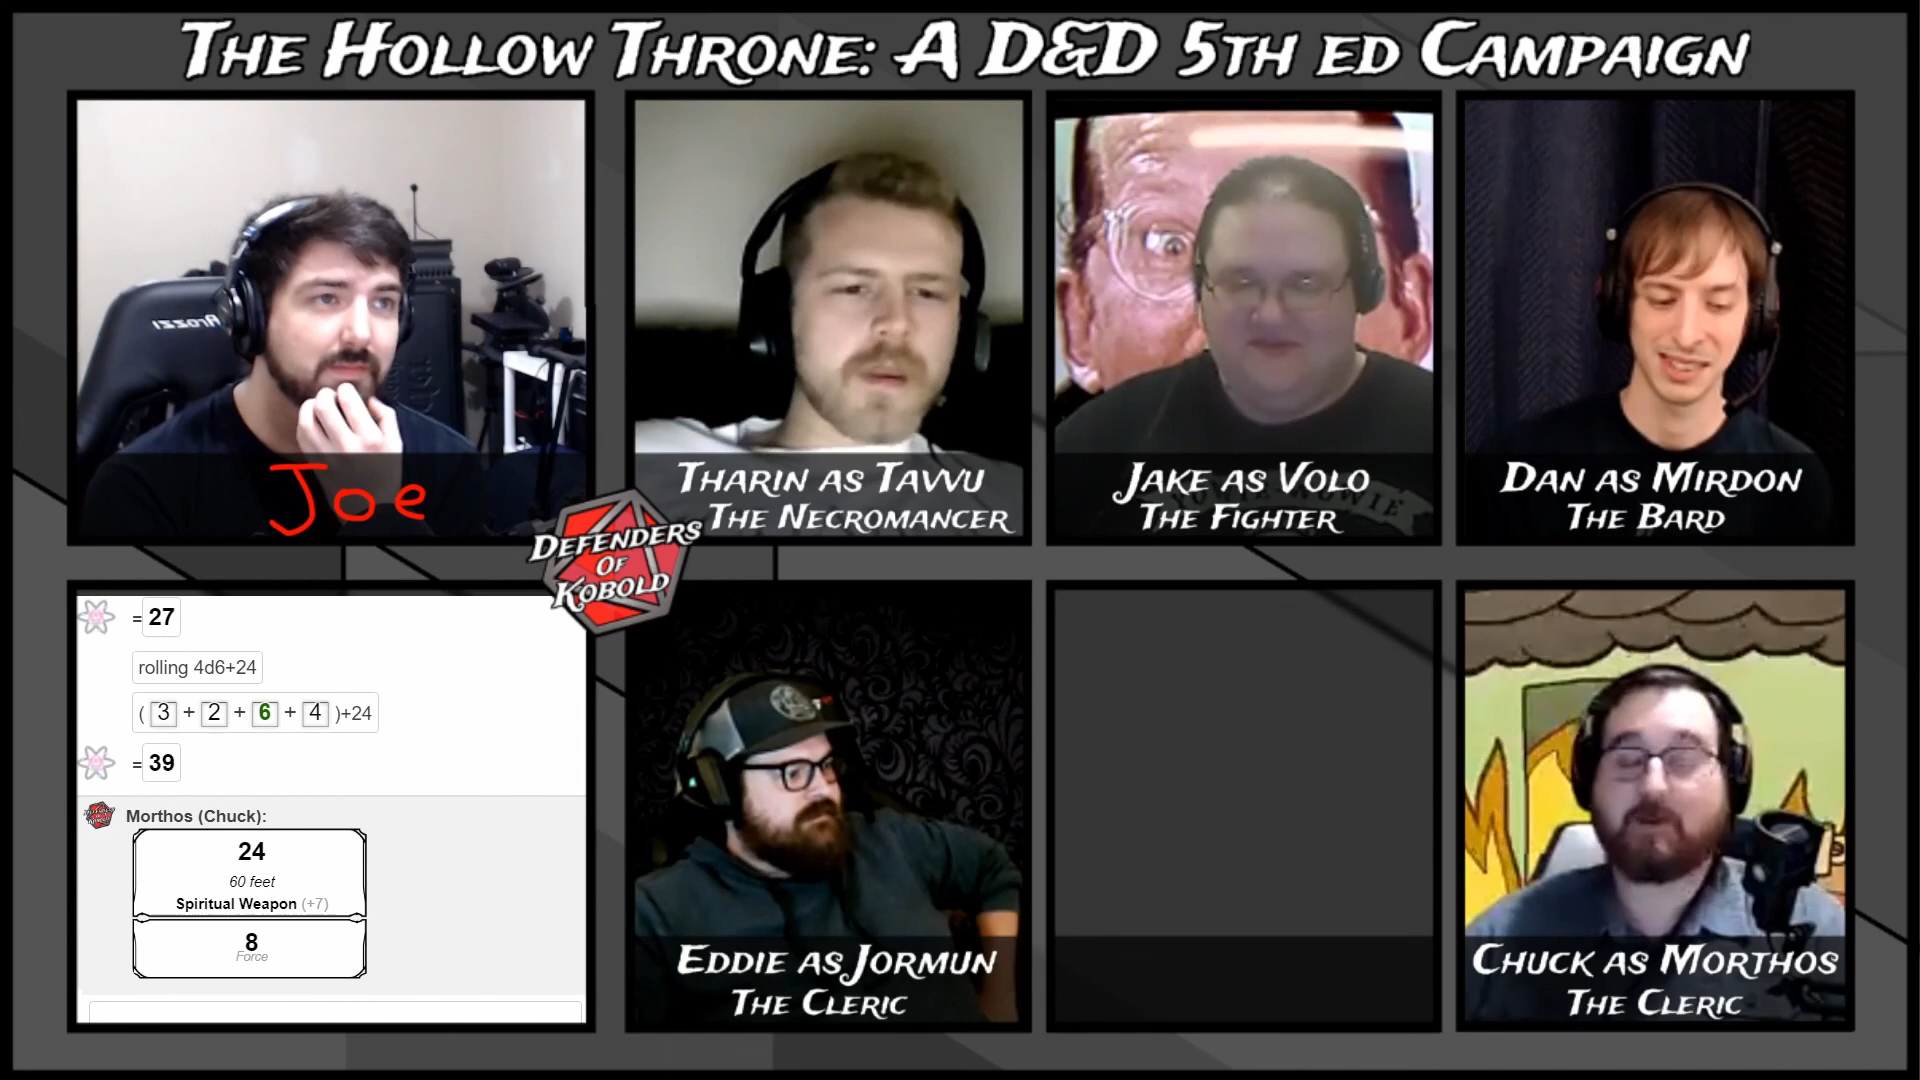 THE HOLLOW THRONE: A D&D 5TH ED CAMPAIGN
Arozzi
Joe
THARIN AS TAVVU
THE NECROMANCER
JAKE AS VOLO
THE FIGHTER
DAN AS MIRDON
THE BARD
DEFENDERS
OF
KOBOLD
=27
rolling 4d6+24
(3+2+6+4)+24
=39
Morthos (Chuck):
24
60 feet
Spiritual Weapon (+7)
8
Force
EDDIE AS JORMUN
THE CLERIC
CHUCK AS MORTHOS
THE CLERIC